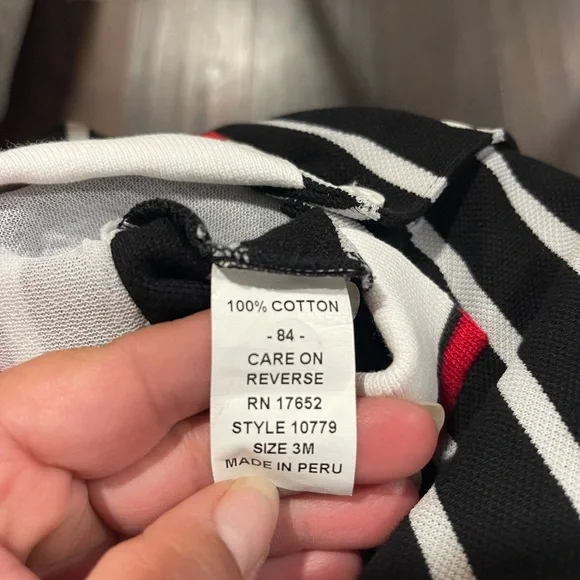 100% COTTON
- 84 -
CARE ON
REVERSE
RN 17652
STYLE 10779
SIZE 3M
MADE IN PERU